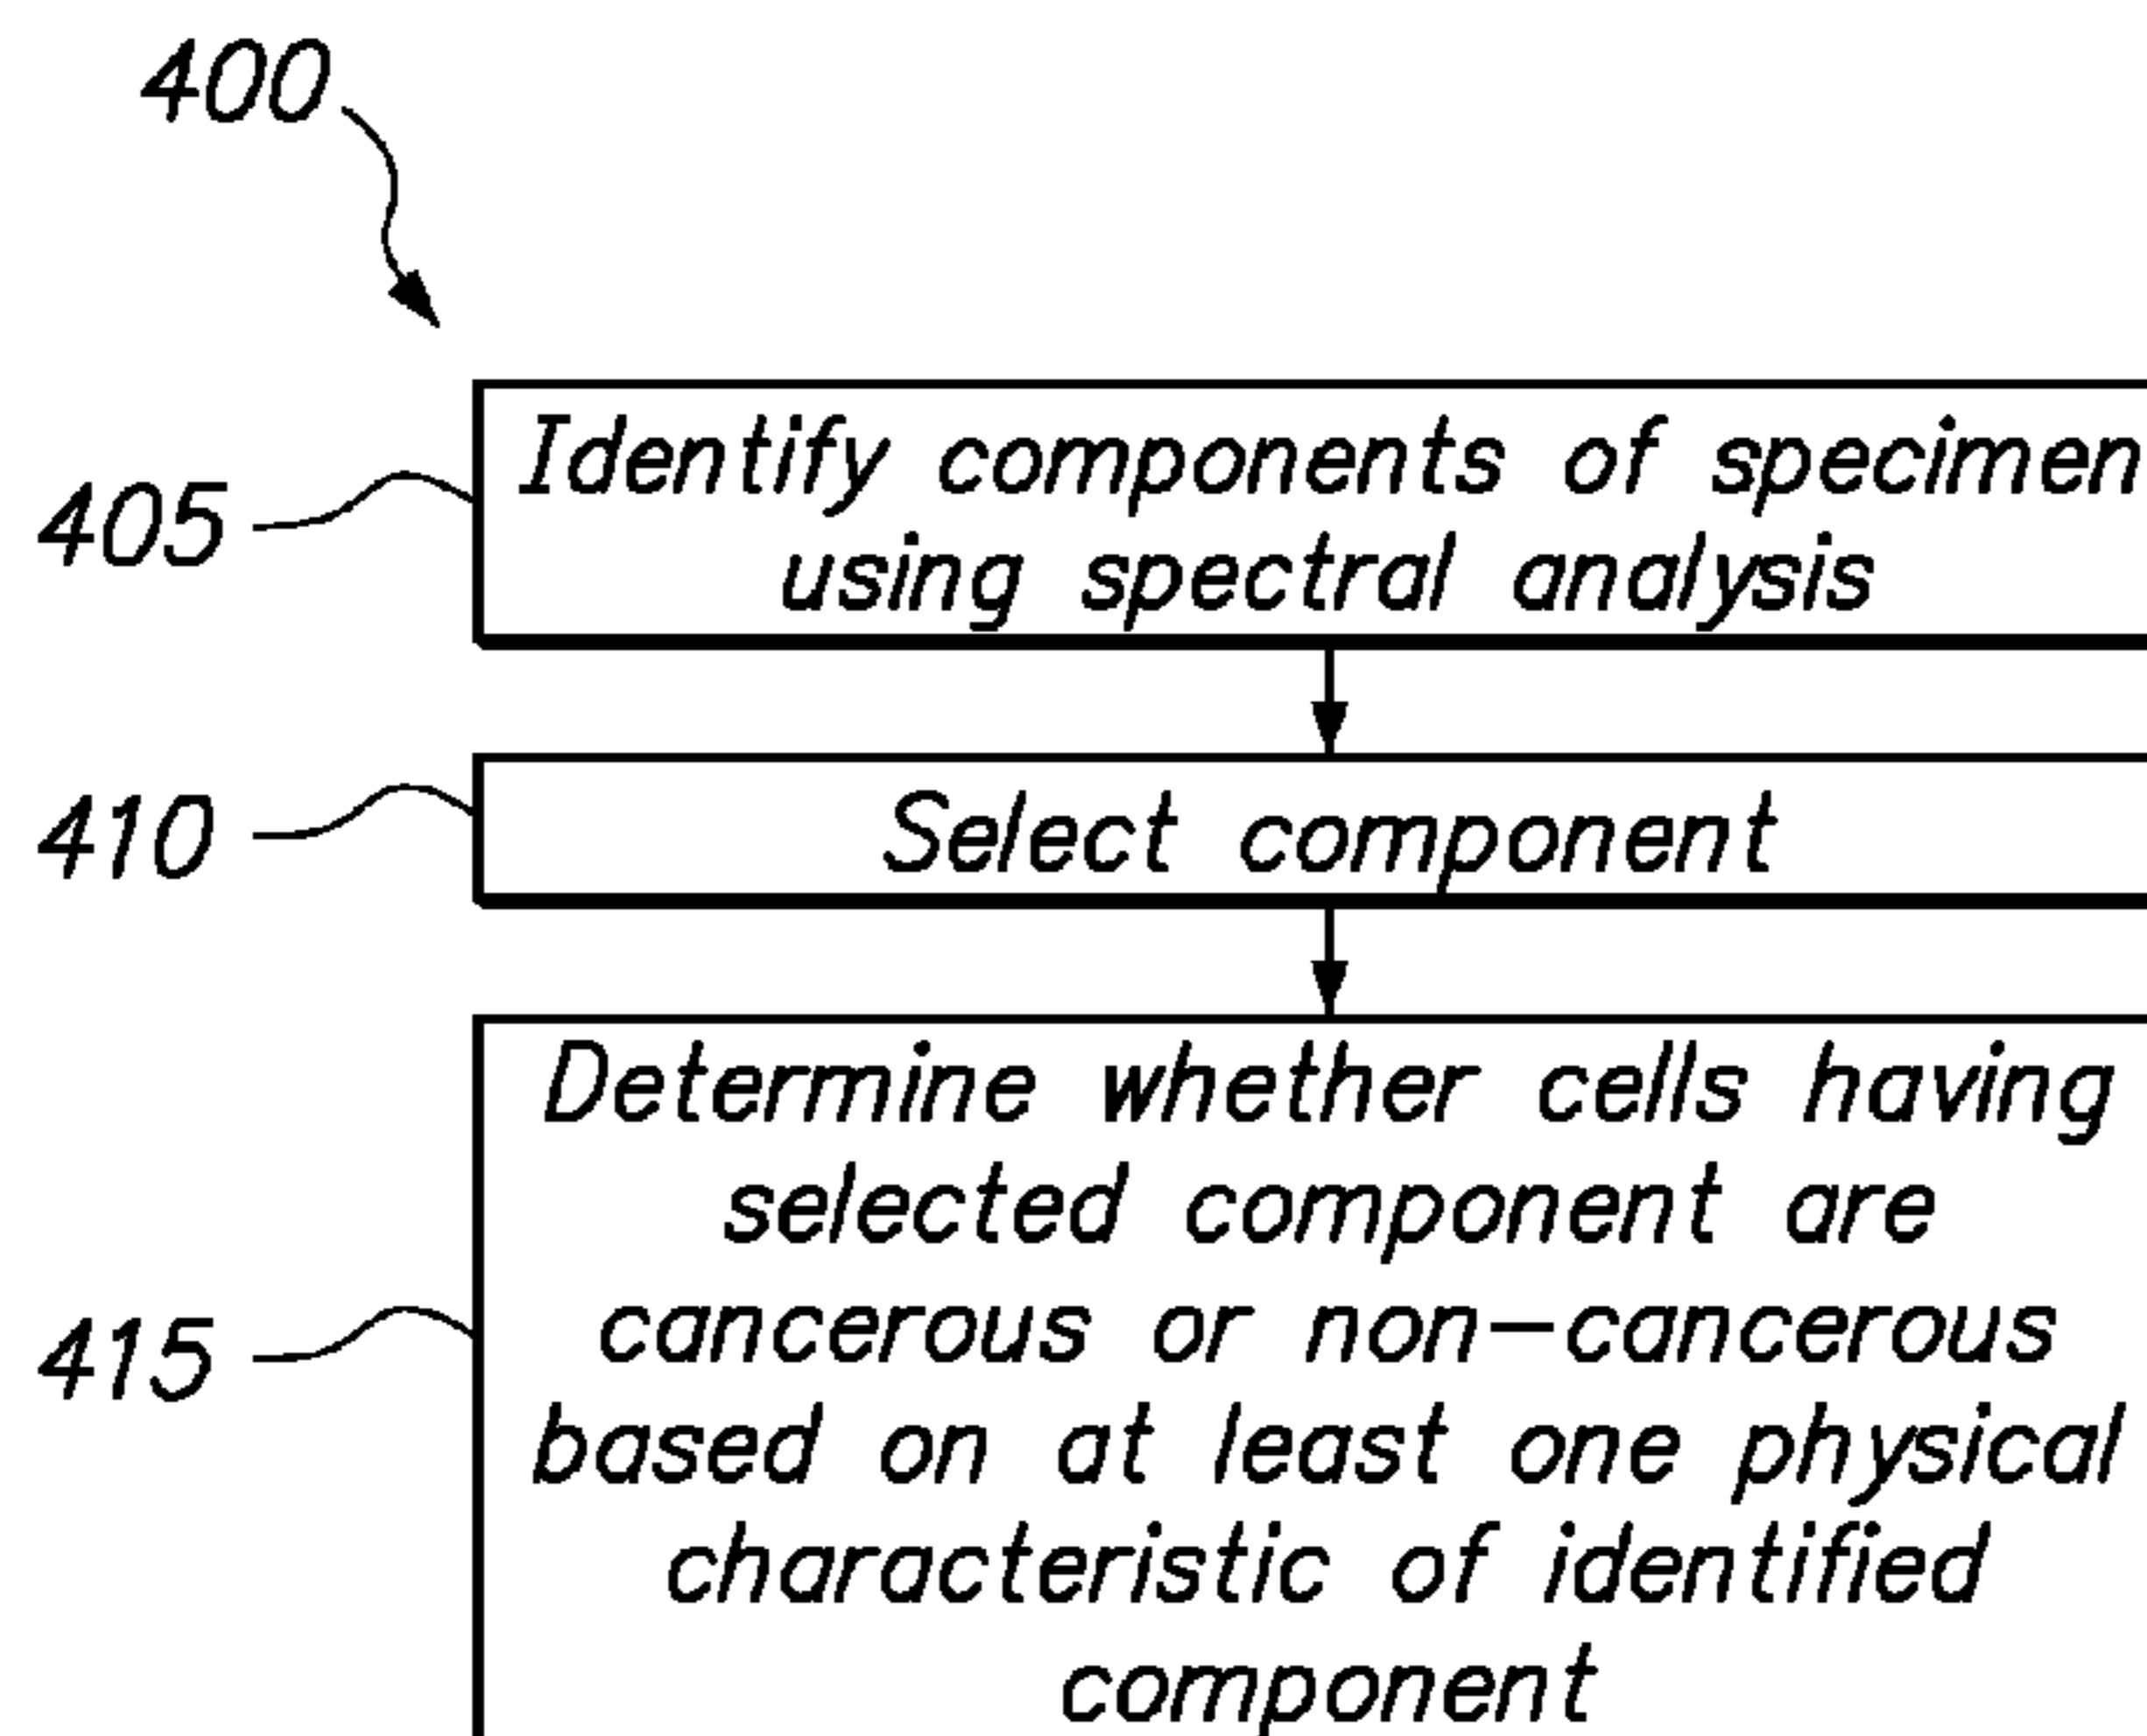 400
405
Identify components of specimen
using spectral analysis
410
Select component
415
Determine whether cells having
selected component are
cancerous or non-cancerous
based on at least one physical
characteristic of identified
component